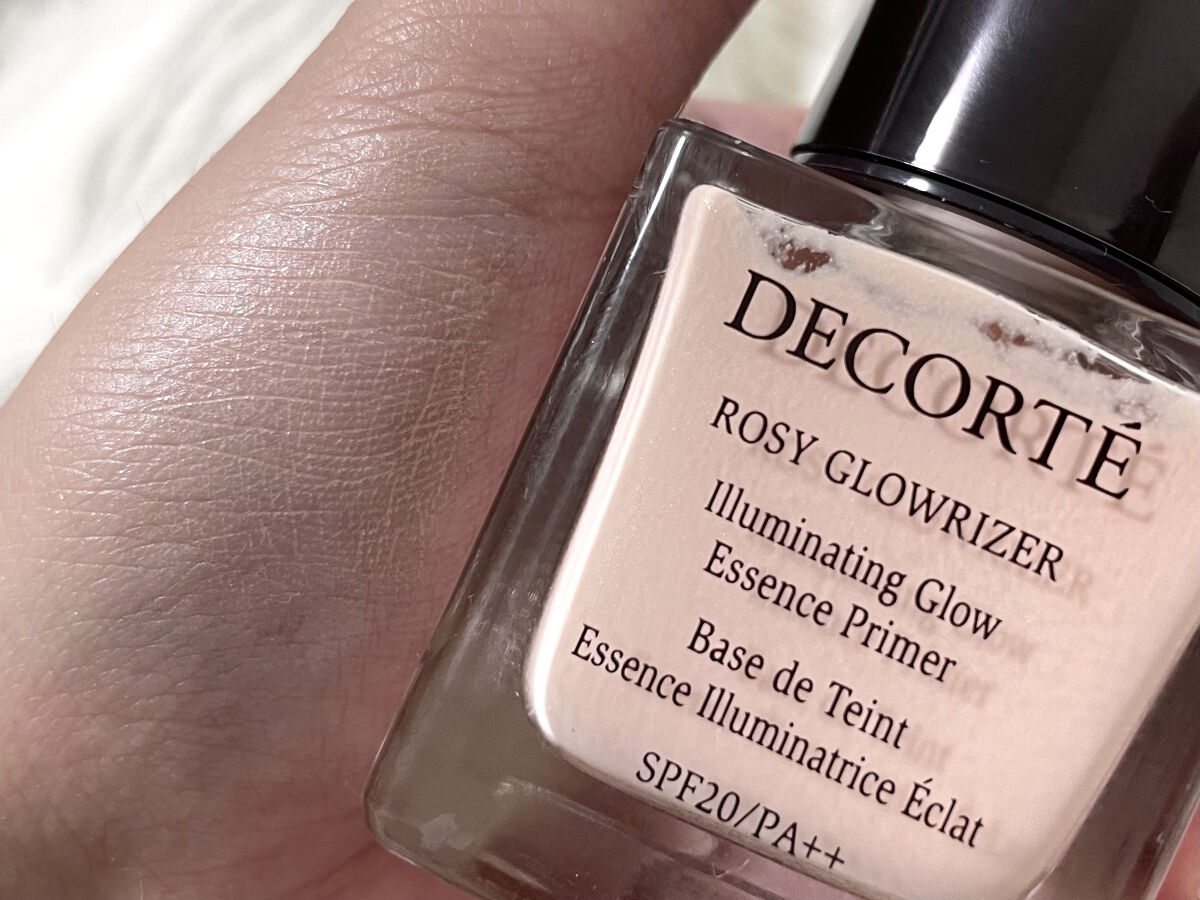 DECORTÉ
ROSY GLOWRIZER
Illuminating Glow
Essence Primer
Base de Teint
Essence Illuminatrice Éclat
SPF20/PA++